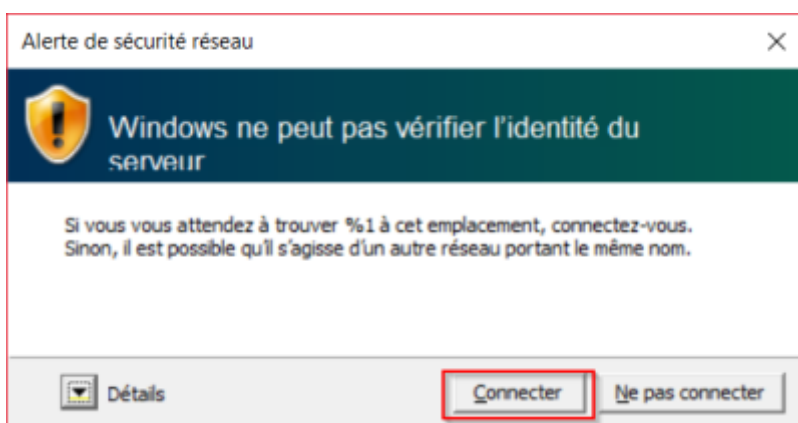 Alerte de sécurité réseau
Windows ne peut pas vérifier l'identité du
serveur
Si vous vous attendez à trouver %1 à cet emplacement, connectez-vous.
Sinon, il est possible qu'il s'agisse d'un autre réseau portant le même nom.
Détails
Connecter
Ne pas connecter